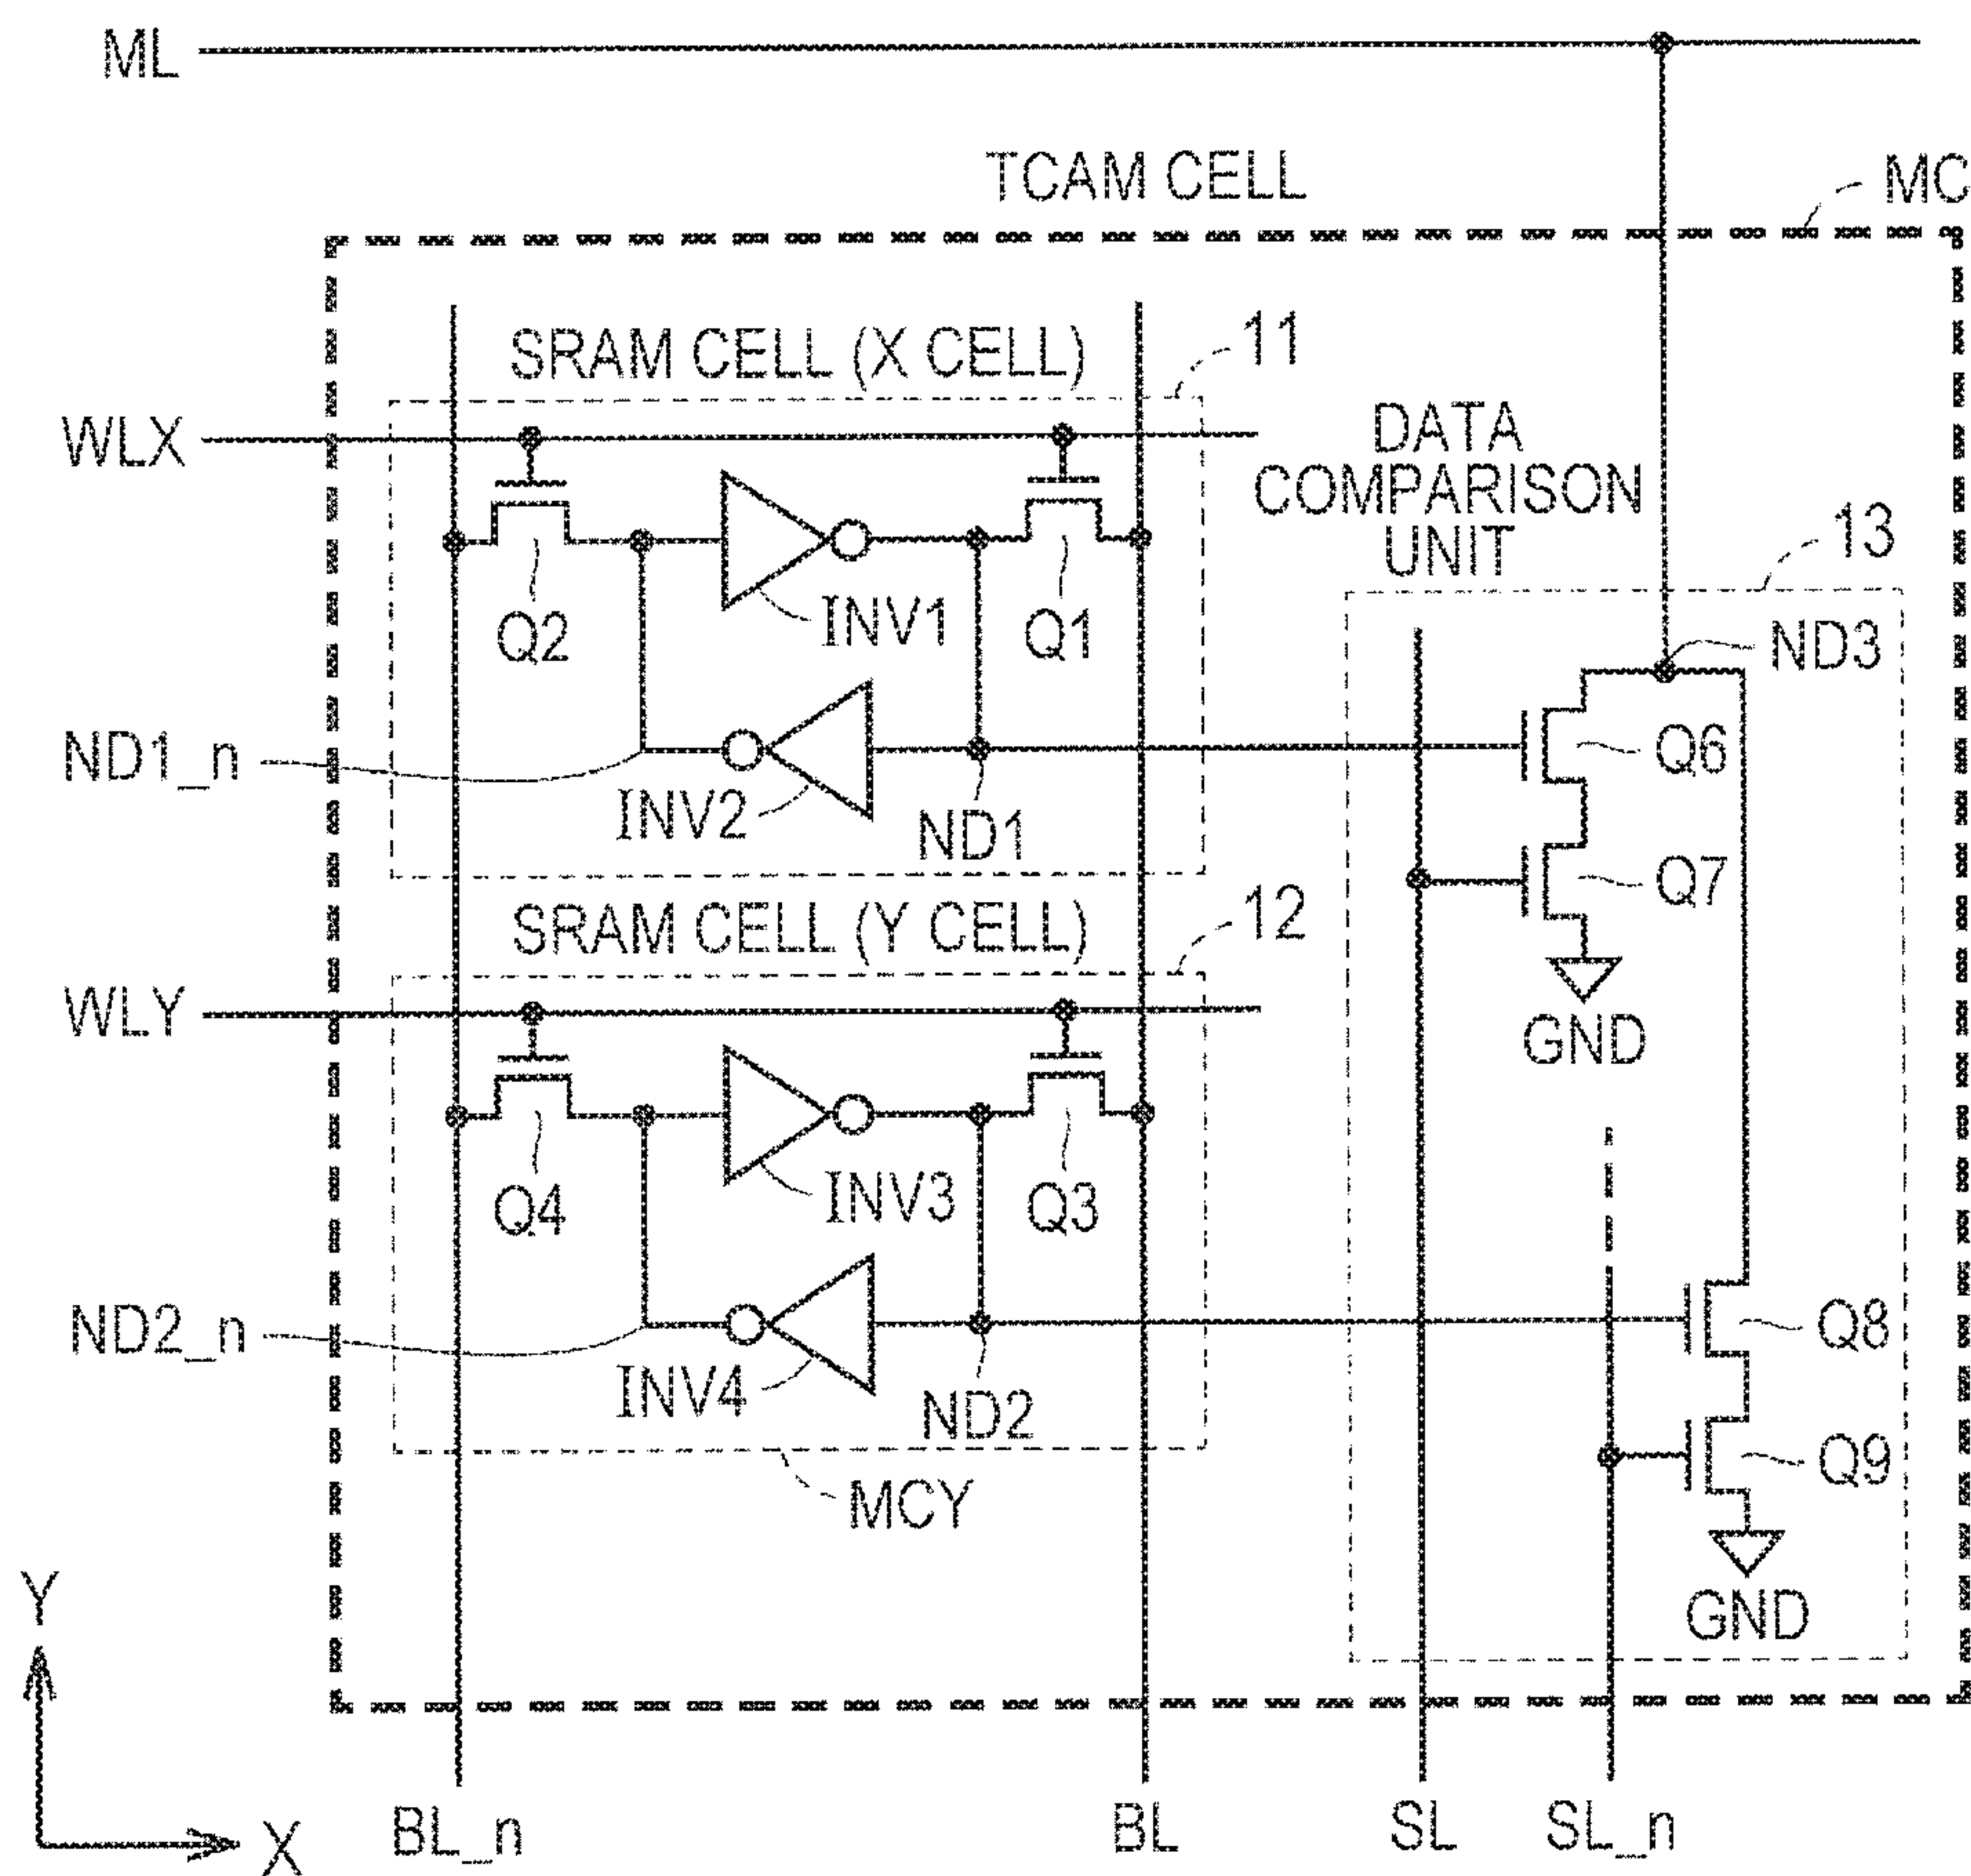 ML
TCAM CELL
MC
SRAM CELL (X CELL)
11
WLX
DATA
COMPARISON
UNIT
13
Q2
INV1
Q1
ND3
ND1_n
Q6
INV2
ND1
Q7
SRAM CELL (Y CELL)
12
WLY
GND
Q4
INV3
Q3
ND2_n
Q8
INV4
ND2
Q9
MCY
GND
Y
X
BL_n
BL
SL
SL_n